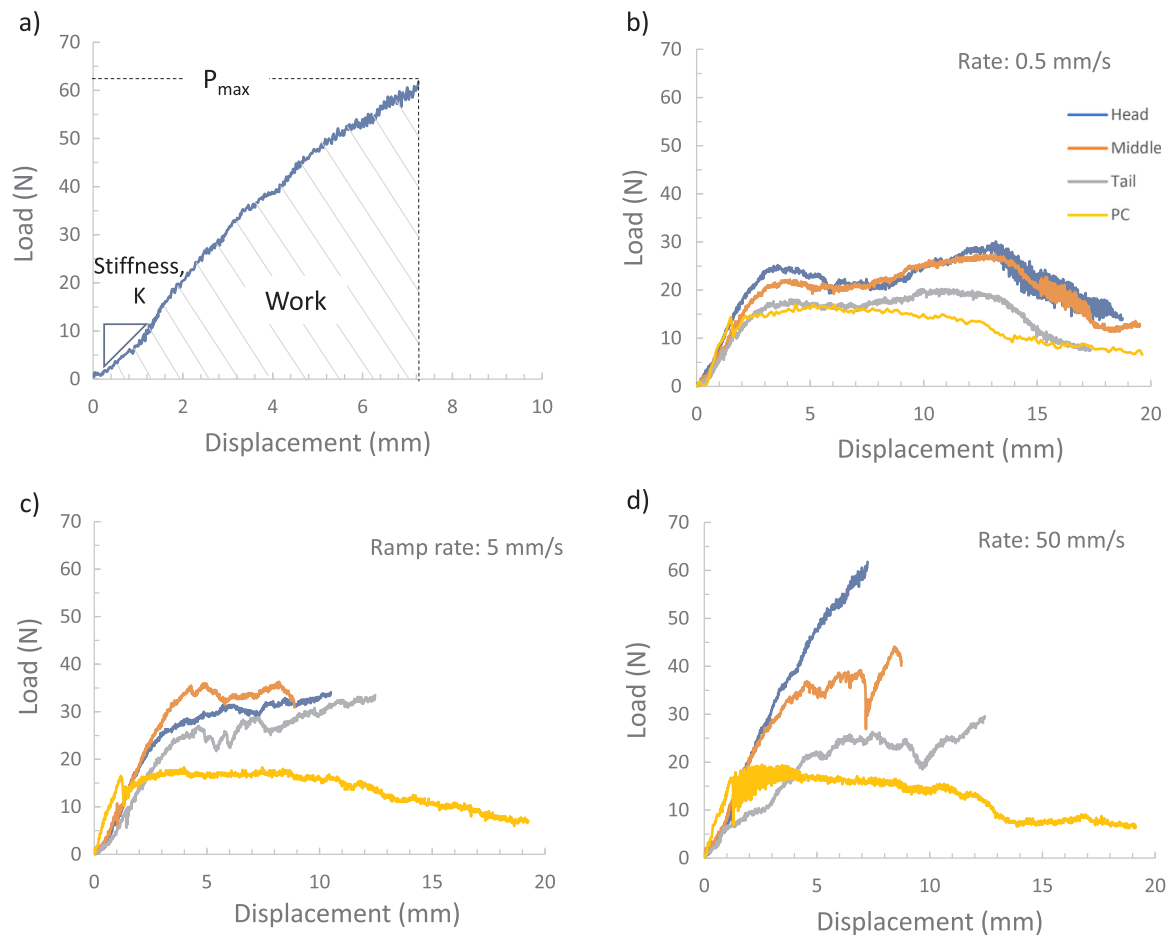 a)
70
60
50
40
30
20
10
0
Load (N)
P_max
Stiffness,
K
Work
0 2 4 6 8 10
Displacement (mm)
b)
70
60
50
40
30
20
10
0
Load (N)
Rate: 0.5 mm/s
Head
Middle
Tail
PC
0 5 10 15 20
Displacement (mm)
c)
70
60
50
40
30
20
10
0
Load (N)
Ramp rate: 5 mm/s
0 5 10 15 20
Displacement (mm)
d)
70
60
50
40
30
20
10
0
Load (N)
Rate: 50 mm/s
0 5 10 15 20
Displacement (mm)